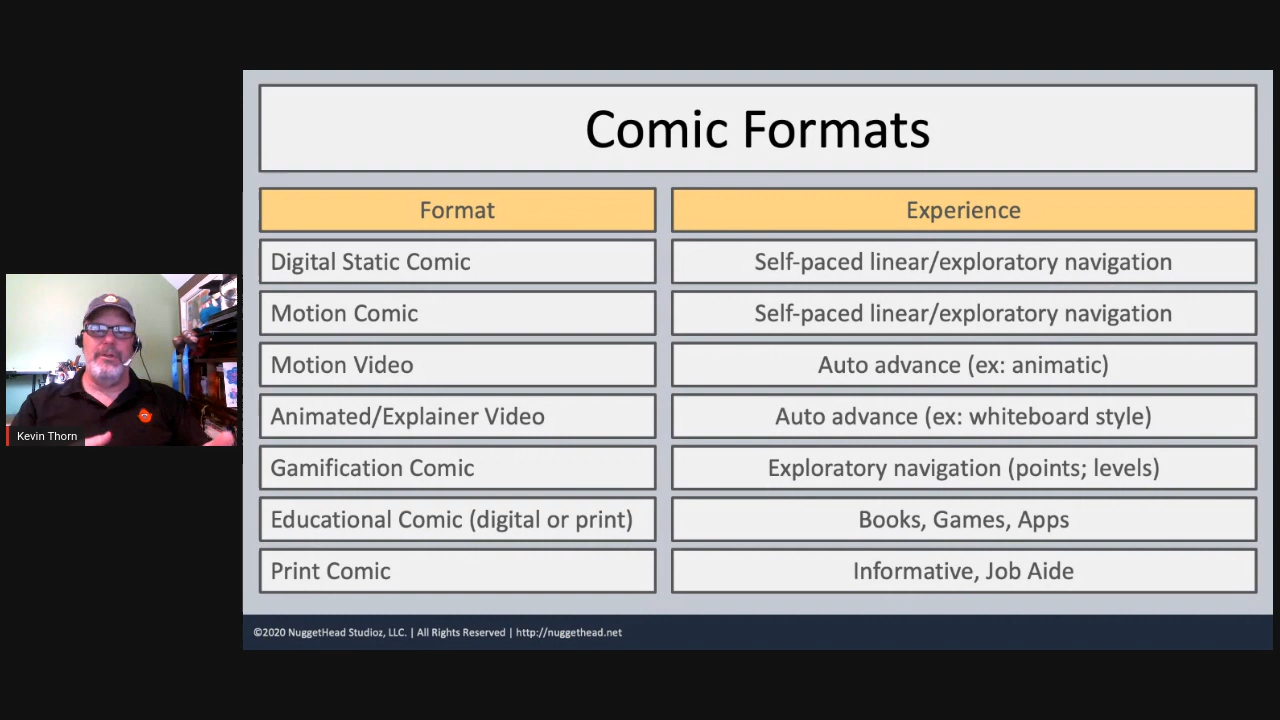 Comic Formats
Format
Experience
Digital Static Comic
Self-paced linear/exploratory navigation
Motion Comic
Self-paced linear/exploratory navigation
Motion Video
Auto advance (ex: animatic)
Animated/Explainer Video
Auto advance (ex: whiteboard style)
Gamification Comic
Exploratory navigation (points; levels)
Educational Comic (digital or print)
Books, Games, Apps
Print Comic
Informative, Job Aide
Kevin Thorn
©2020 NuggetHead Studioz, LLC. | All Rights Reserved | http://nuggethead.net